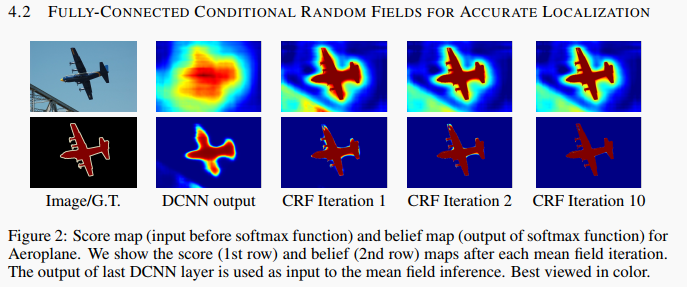 4.2 FULLY-CONNECTED CONDITIONAL RANDOM FIELDS FOR ACCURATE LOCALIZATION
Image/G.T. DCNN output CRF Iteration 1 CRF Iteration 2 CRF Iteration 10
Figure 2: Score map (input before softmax function) and belief map (output of softmax function) for
Aeroplane. We show the score (1st row) and belief (2nd row) maps after each mean field iteration.
The output of last DCNN layer is used as input to the mean field inference. Best viewed in color.